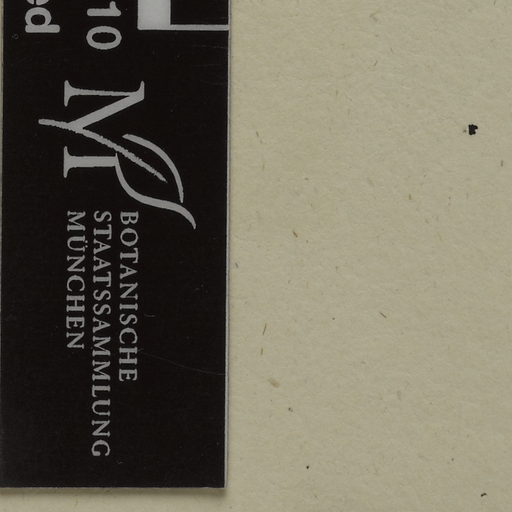 10
ed
M
BOTANISCHE
STAATSSAMMLUNG
MÜNCHEN